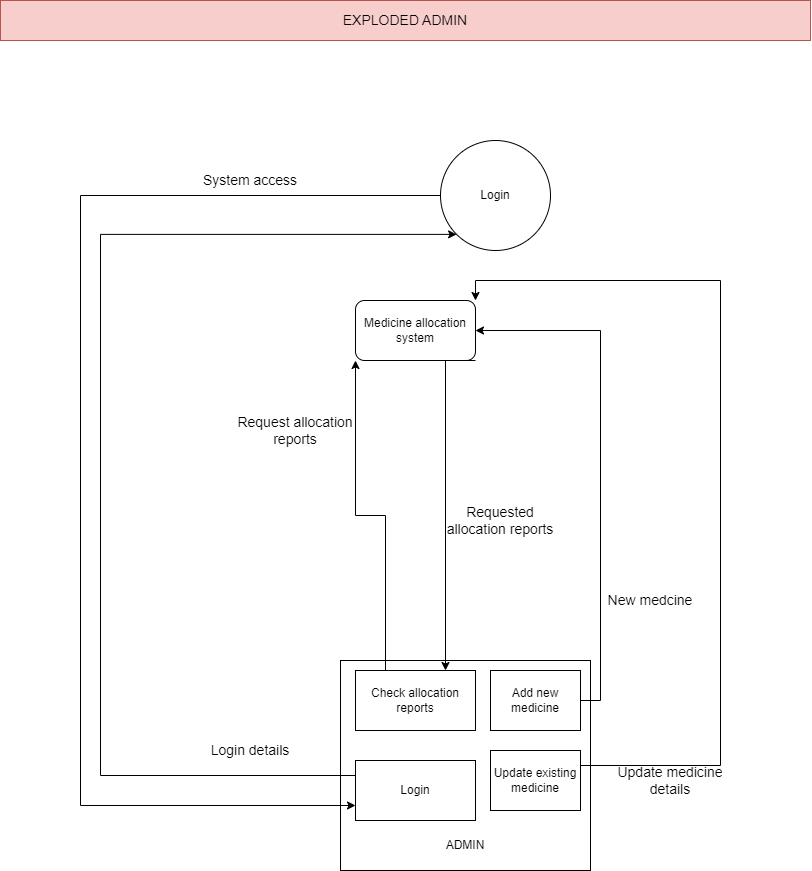 EXPLODED ADMIN
System access
Login
Medicine allocation
system
Request allocation
reports
Requested
allocation reports
New medcine
Check allocation
reports
Add new
medicine
Login details
Login
Update existing
medicine
Update medicine
details
ADMIN